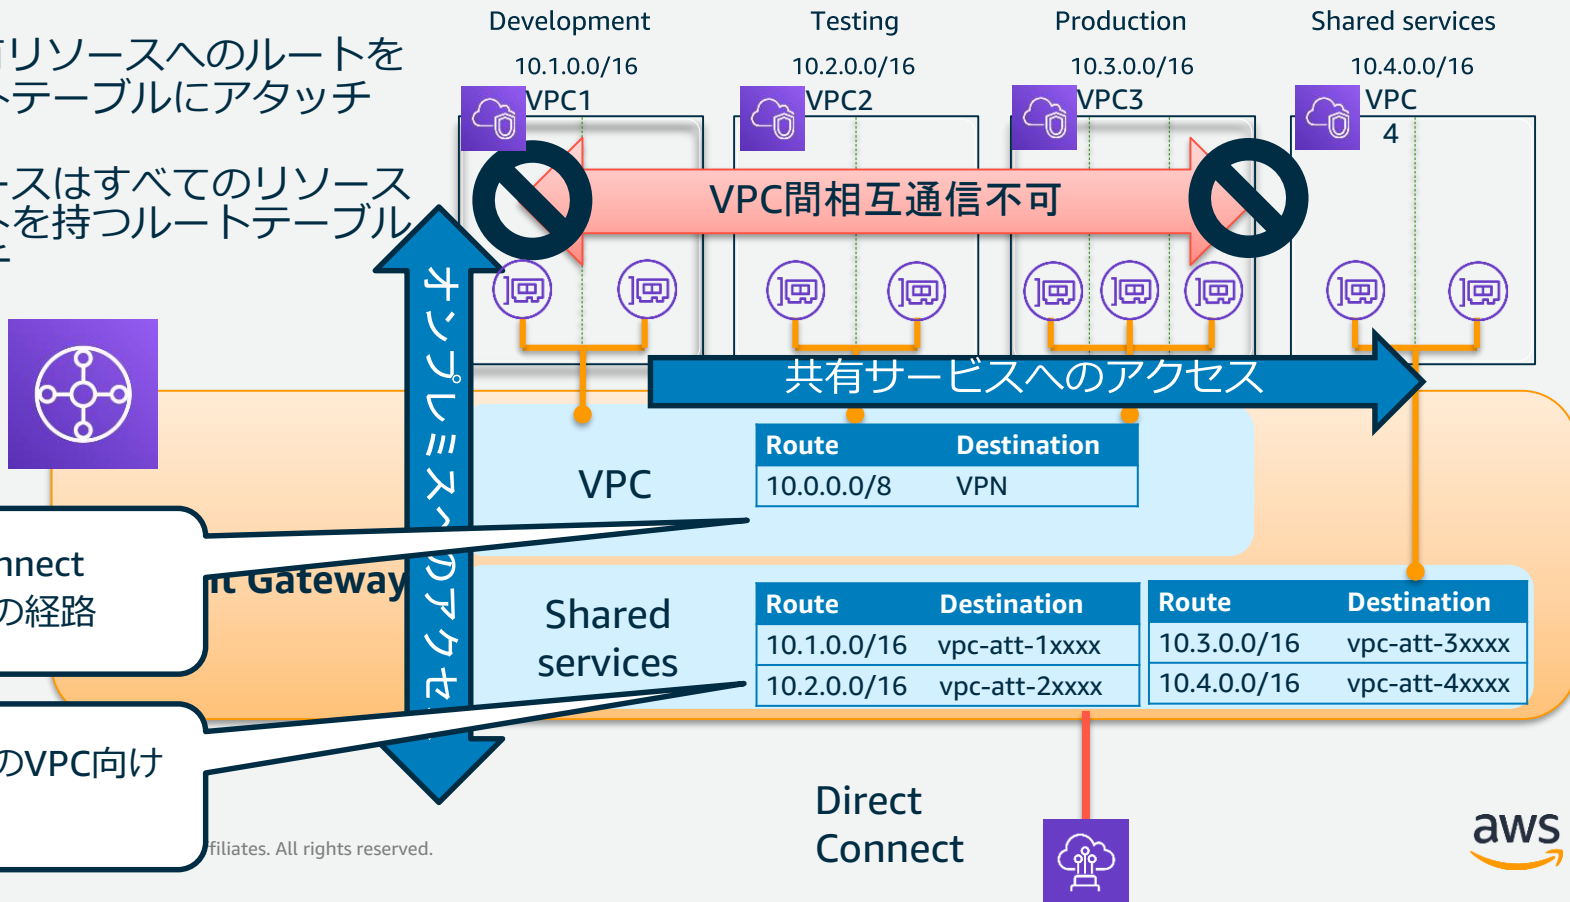 Development
Testing
Production
Shared services
10.1.0.0/16
10.2.0.0/16
10.3.0.0/16
10.4.0.0/16
VPC1
VPC2
VPC3
VPC
4
リソースへのルートを
テーブルにアタッチ
スはすべてのリソース
を持つルートテーブル
VPC間相互通信不可
オンプレミスへのアクセ
共有サービスへのアクセス
VPC
Route Destination
10.0.0.0/8 VPN
nnect
の経路
Gateway
Shared
services
Route Destination
10.1.0.0/16 vpc-att-1xxxx
10.2.0.0/16 vpc-att-2xxxx
Route Destination
10.3.0.0/16 vpc-att-3xxxx
10.4.0.0/16 vpc-att-4xxxx
のVPC向け
Direct
Connect
ffiliates. All rights reserved.
aws